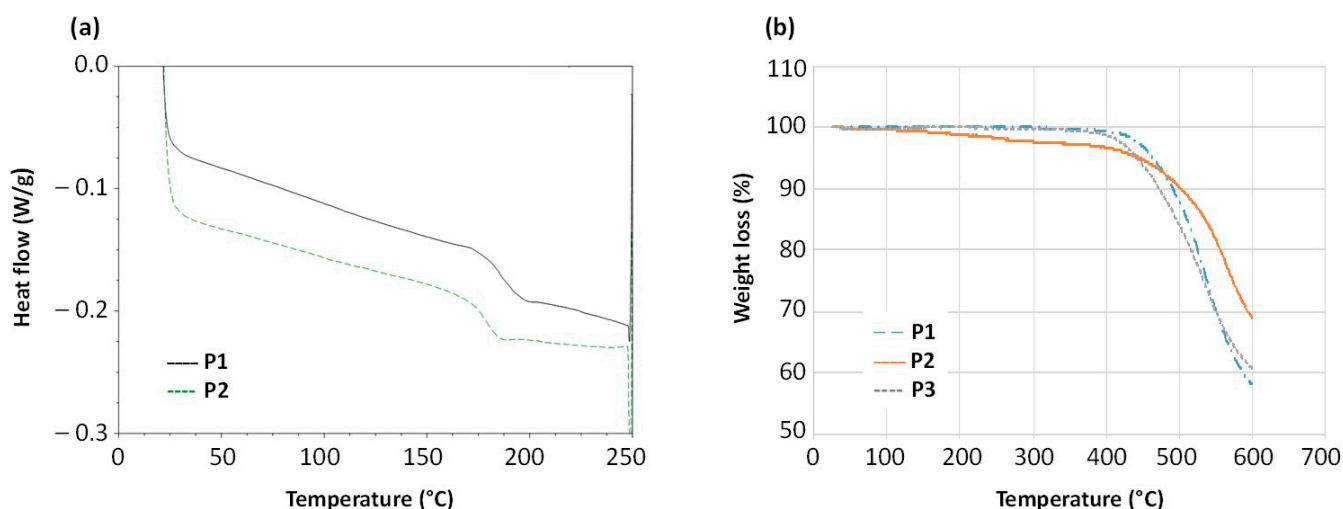 (a)
Heat flow (W/g)
0.0
– 0.1
– 0.2
– 0.3
P1
P2
0 50 100 150 200 250
Temperature (°C)
(b)
Weight loss (%)
110
100
90
80
70
60
50
P1
P2
P3
0 100 200 300 400 500 600 700
Temperature (°C)